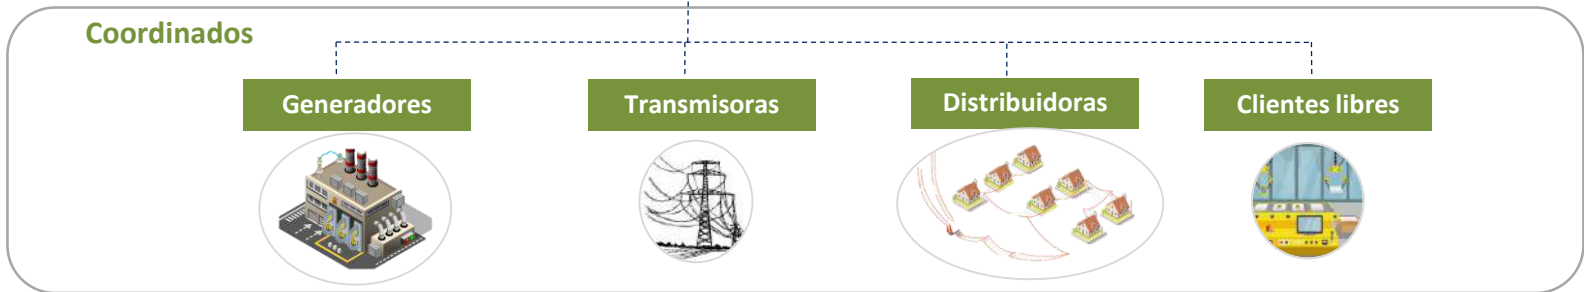 Coordinados
Generadores
Transmisoras
Distribuidoras
Clientes libres